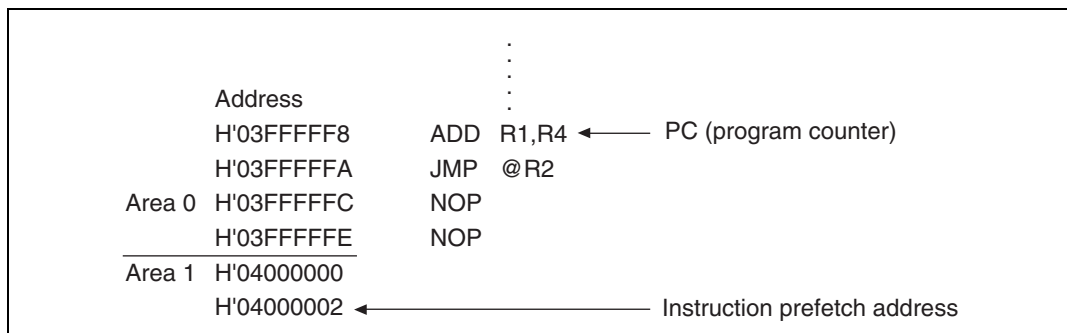 .
.
.
.
.
Address
H'03FFFFF8 ADD R1,R4 PC (program counter)
H'03FFFFFA JMP @R2
Area 0 H'03FFFFFC NOP
H'03FFFFFE NOP
Area 1 H'04000000
H'04000002 Instruction prefetch address